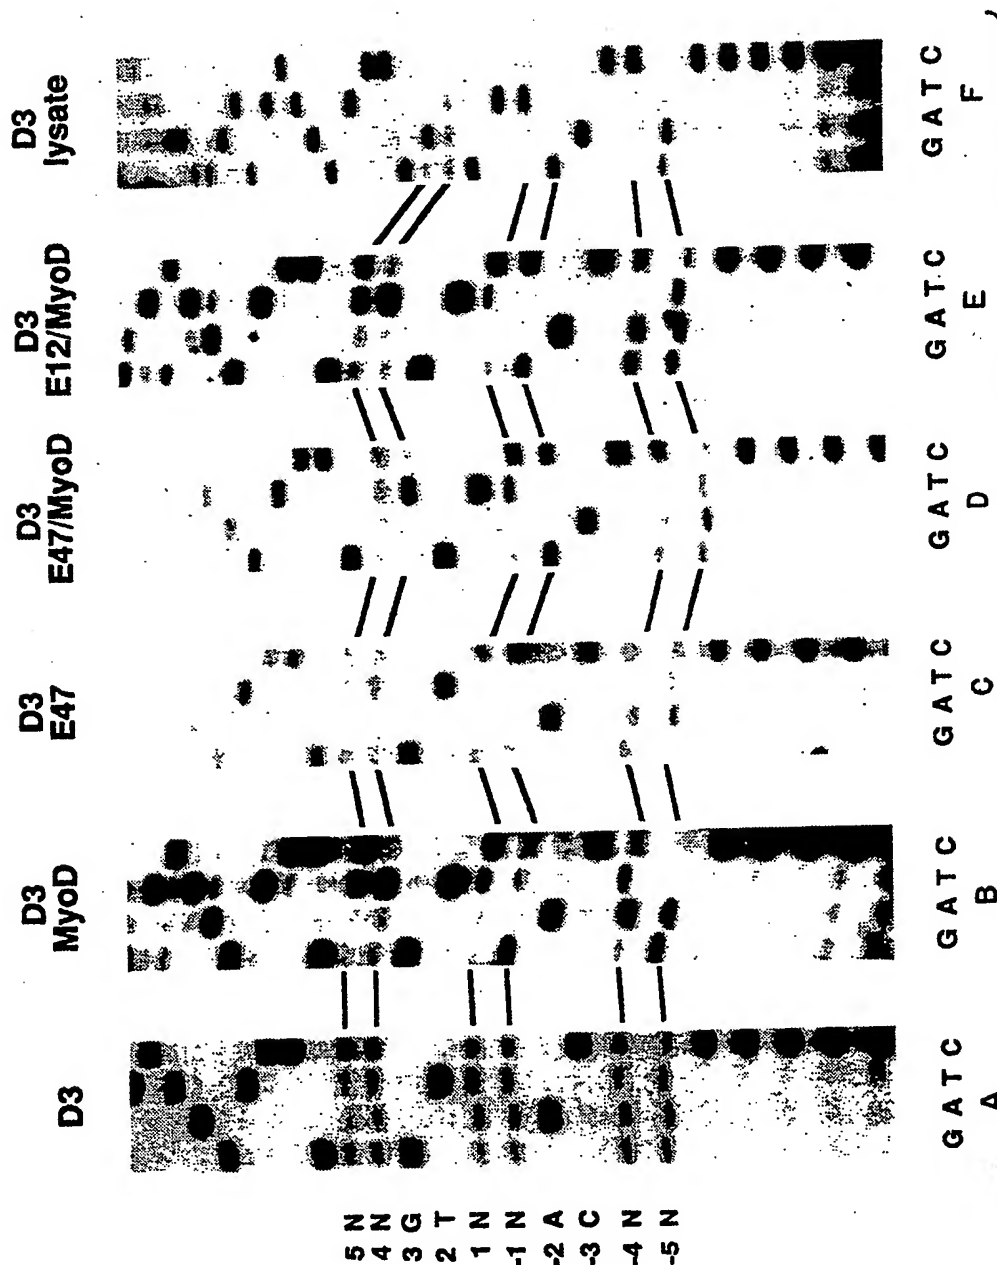 D3
D3
MyoD
D3
E47
D3
E47/MyoD
D3
E12/MyoD
D3
lysate
5 N
4 N
3 G
2 T
1 N
-1 N
-2 A
-3 C
-4 N
-5 N
G A T C
A
G A T C
B
G A T C
C
G A T C
D
G A T C
E
G A T C
F